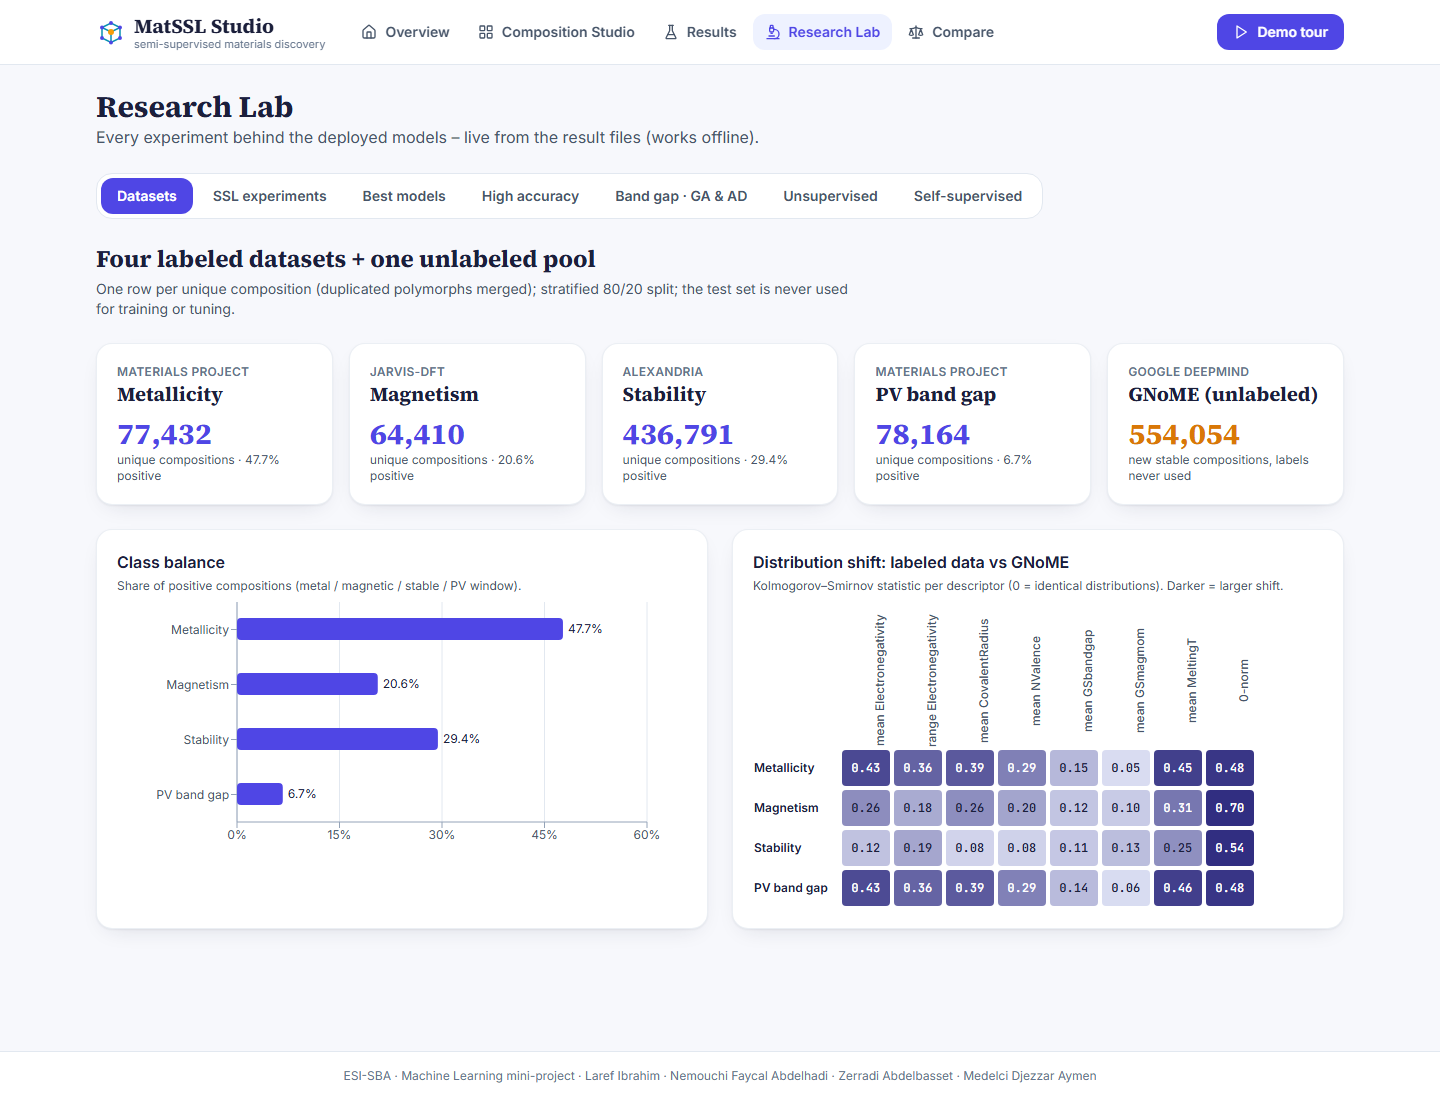 MatSSL Studio
semi-supervised materials discovery
Overview
Composition Studio
Results
Research Lab
Compare
Demo tour
Research Lab
Every experiment behind the deployed models – live from the result files (works offline).
Datasets
SSL experiments
Best models
High accuracy
Band gap · GA & AD
Unsupervised
Self-supervised
Four labeled datasets + one unlabeled pool
One row per unique composition (duplicated polymorphs merged); stratified 80/20 split; the test set is never used
for training or tuning.
MATERIALS PROJECT
Metallicity
77,432
unique compositions · 47.7%
positive
JARVIS-DFT
Magnetism
64,410
unique compositions · 20.6%
positive
ALEXANDRIA
Stability
436,791
unique compositions · 29.4%
positive
MATERIALS PROJECT
PV band gap
78,164
unique compositions · 6.7%
positive
GOOGLE DEEPMIND
GNoME (unlabeled)
554,054
new stable compositions, labels
never used
Class balance
Share of positive compositions (metal / magnetic / stable / PV window).
Metallicity 47.7%
Magnetism 20.6%
Stability 29.4%
PV band gap 6.7%
0% 15% 30% 45% 60%
Distribution shift: labeled data vs GNoME
Kolmogorov–Smirnov statistic per descriptor (0 = identical distributions). Darker = larger shift.
mean Electronegativity
range Electronegativity
mean CovalentRadius
mean NValence
mean GSbandgap
mean GSmagmom
mean MeltingT
0-norm
Metallicity 0.43 0.36 0.39 0.29 0.15 0.05 0.45 0.48
Magnetism 0.26 0.18 0.26 0.20 0.12 0.10 0.31 0.70
Stability 0.12 0.19 0.08 0.08 0.11 0.13 0.25 0.54
PV band gap 0.43 0.36 0.39 0.29 0.14 0.06 0.46 0.48
ESI-SBA · Machine Learning mini-project · Laref Ibrahim · Nemouchi Faycal Abdelhadi · Zerradi Abdelbasset · Medelci Djezzar Aymen